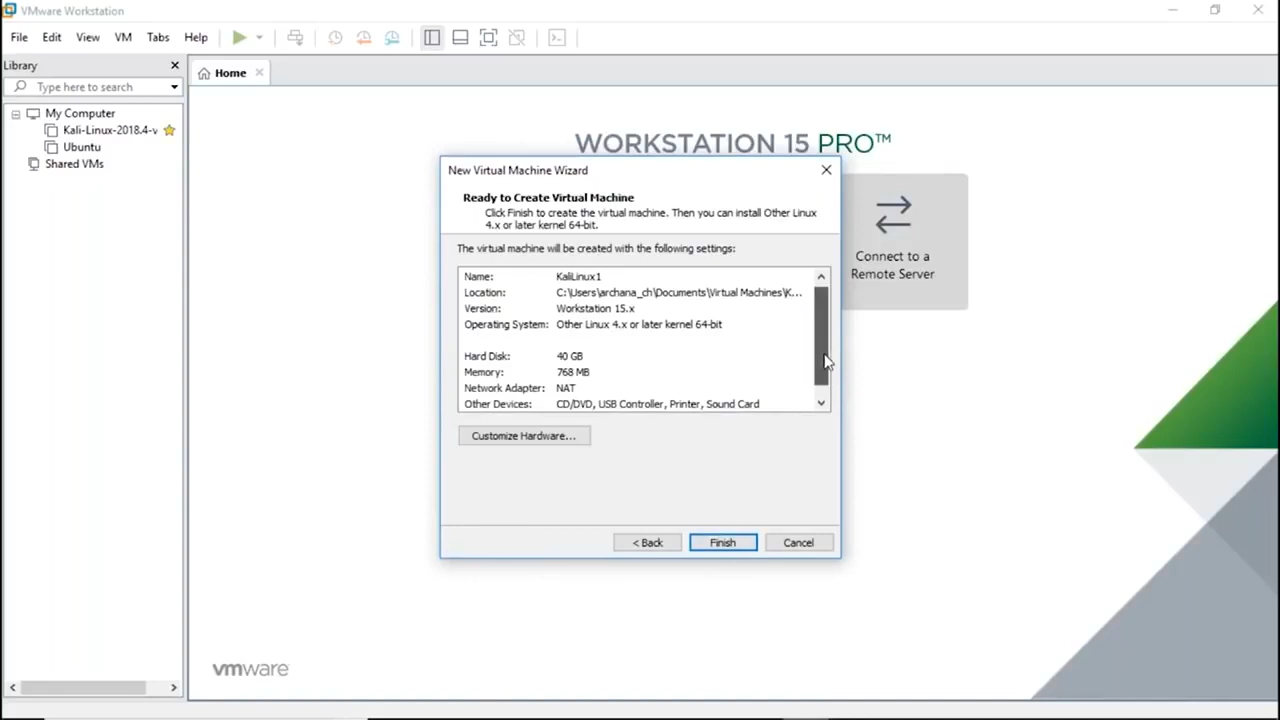 VMware Workstation
File Edit View VM Tabs Help
Library
Type here to search
Home
My Computer
Kali-Linux-2018.4-v
Ubuntu
Shared VMs
WORKSTATION 15 PRO™
New Virtual Machine Wizard
Ready to Create Virtual Machine
Click Finish to create the virtual machine. Then you can install Other Linux
4.x or later kernel 64-bit.
The virtual machine will be created with the following settings:
Name: KaliLinux1
Location: C:\Users\archana_ch\Documents\Virtual Machines\K...
Version: Workstation 15.x
Operating System: Other Linux 4.x or later kernel 64-bit
Hard Disk: 40 GB
Memory: 768 MB
Network Adapter: NAT
Other Devices: CD/DVD, USB Controller, Printer, Sound Card
Customize Hardware...
< Back Finish Cancel
Connect to a
Remote Server
vmware